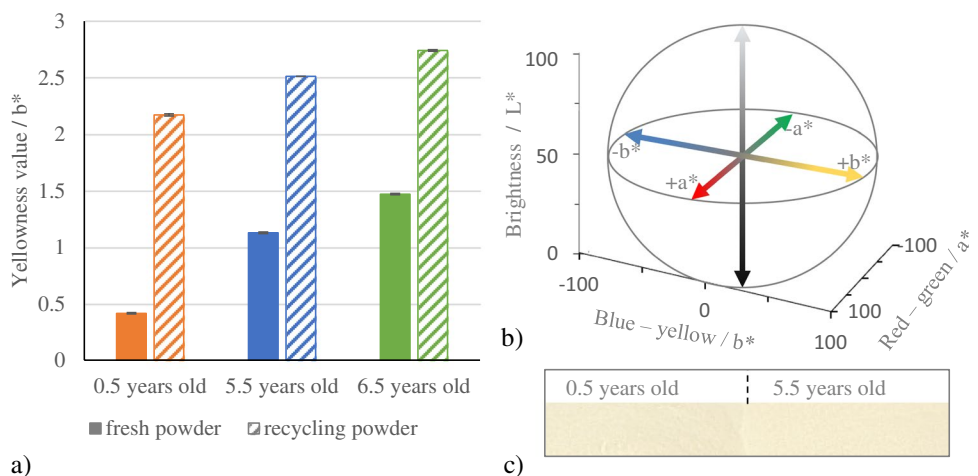 3
2.5
2
1.5
1
0.5
0
Yellowness value / b*
0.5 years old
5.5 years old
6.5 years old
fresh powder
recycling powder
a)
100
50
0
Brightness / L*
-a*
-b*
+b*
+a*
-100
0
100
Blue – yellow / b*
-100
100
Red – green / a*
b)
0.5 years old
5.5 years old
c)